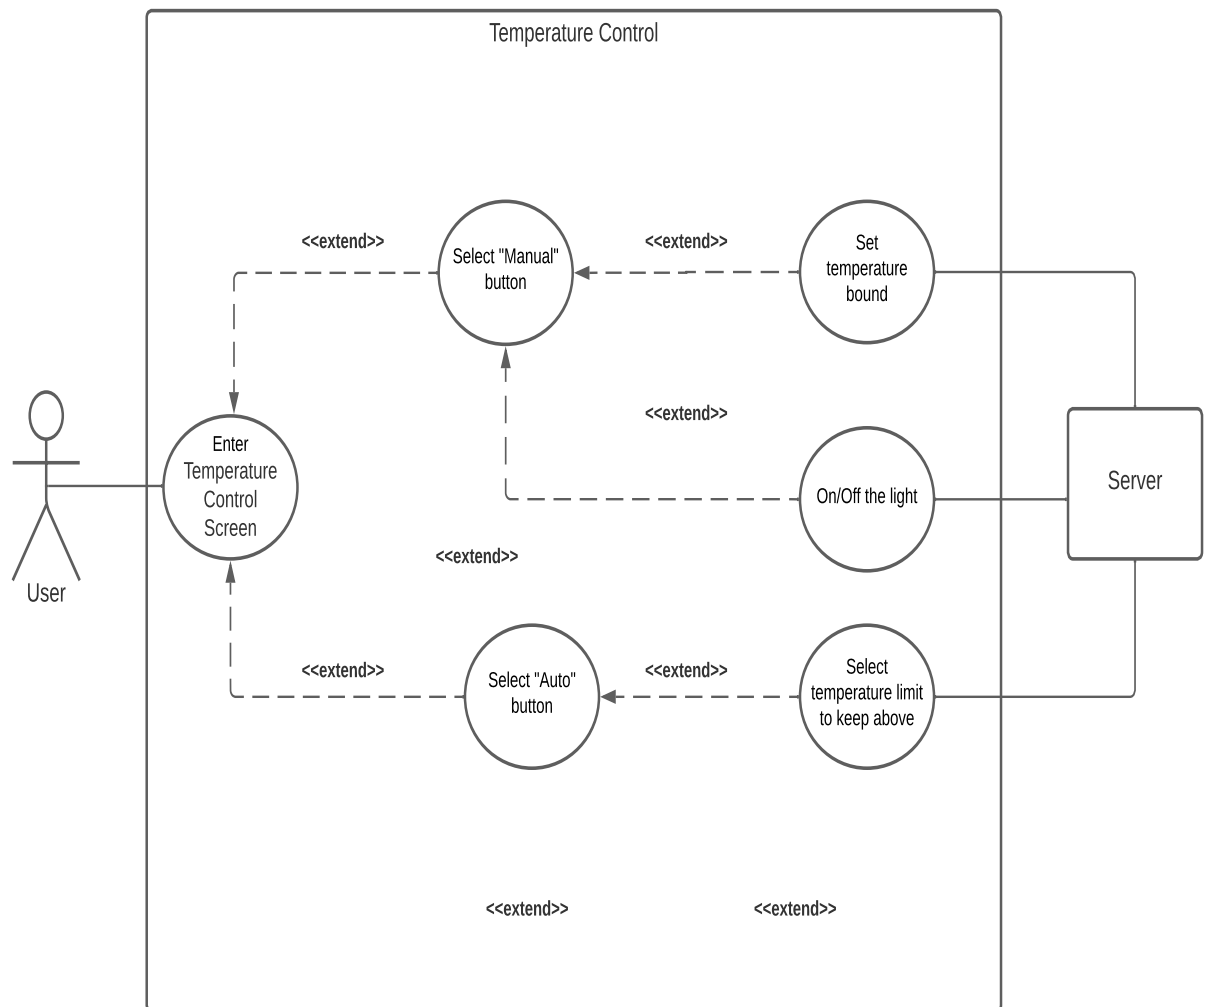 Temperature Control
<<extend>>
<<extend>>
Select "Manual"
button
Set
temperature
bound
<<extend>>
Enter
Temperature
Control
Screen
On/Off the light
Server
<<extend>>
User
<<extend>>
<<extend>>
Select "Auto"
button
Select
temperature limit
to keep above
<<extend>>
<<extend>>